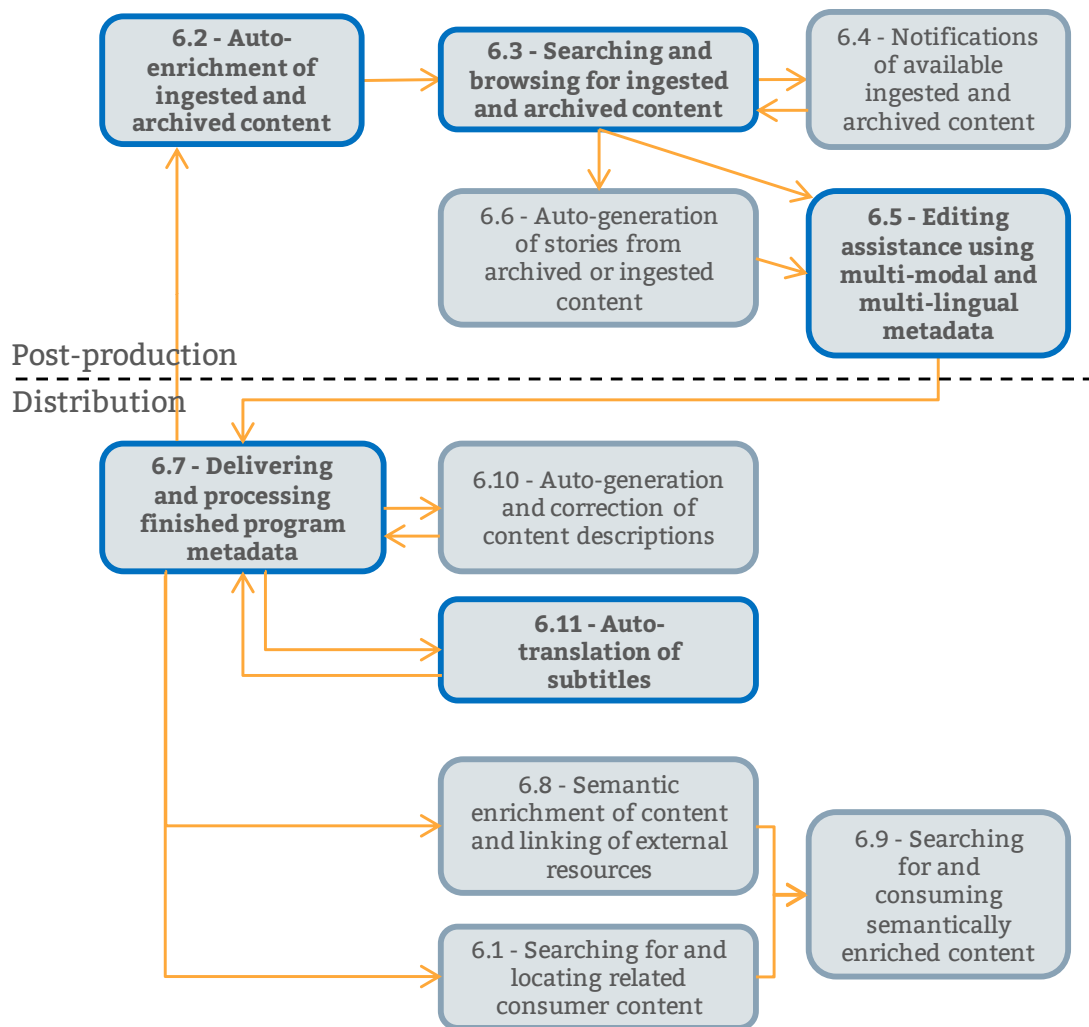 6.2 - Auto-
enrichment of
ingested and
archived content
6.3 - Searching and
browsing for ingested
and archived content
6.4 - Notifications
of available
ingested and
archived content
6.6 - Auto-generation
of stories from
archived or ingested
content
6.5 - Editing
assistance using
multi-modal and
multi-lingual
metadata
Post-production
Distribution
6.7 - Delivering
and processing
finished program
metadata
6.10 - Auto-generation
and correction of
content descriptions
6.11 - Auto-
translation of
subtitles
6.8 - Semantic
enrichment of content
and linking of external
resources
6.9 - Searching
for and
consuming
semantically
enriched content
6.1 - Searching for and
locating related
consumer content